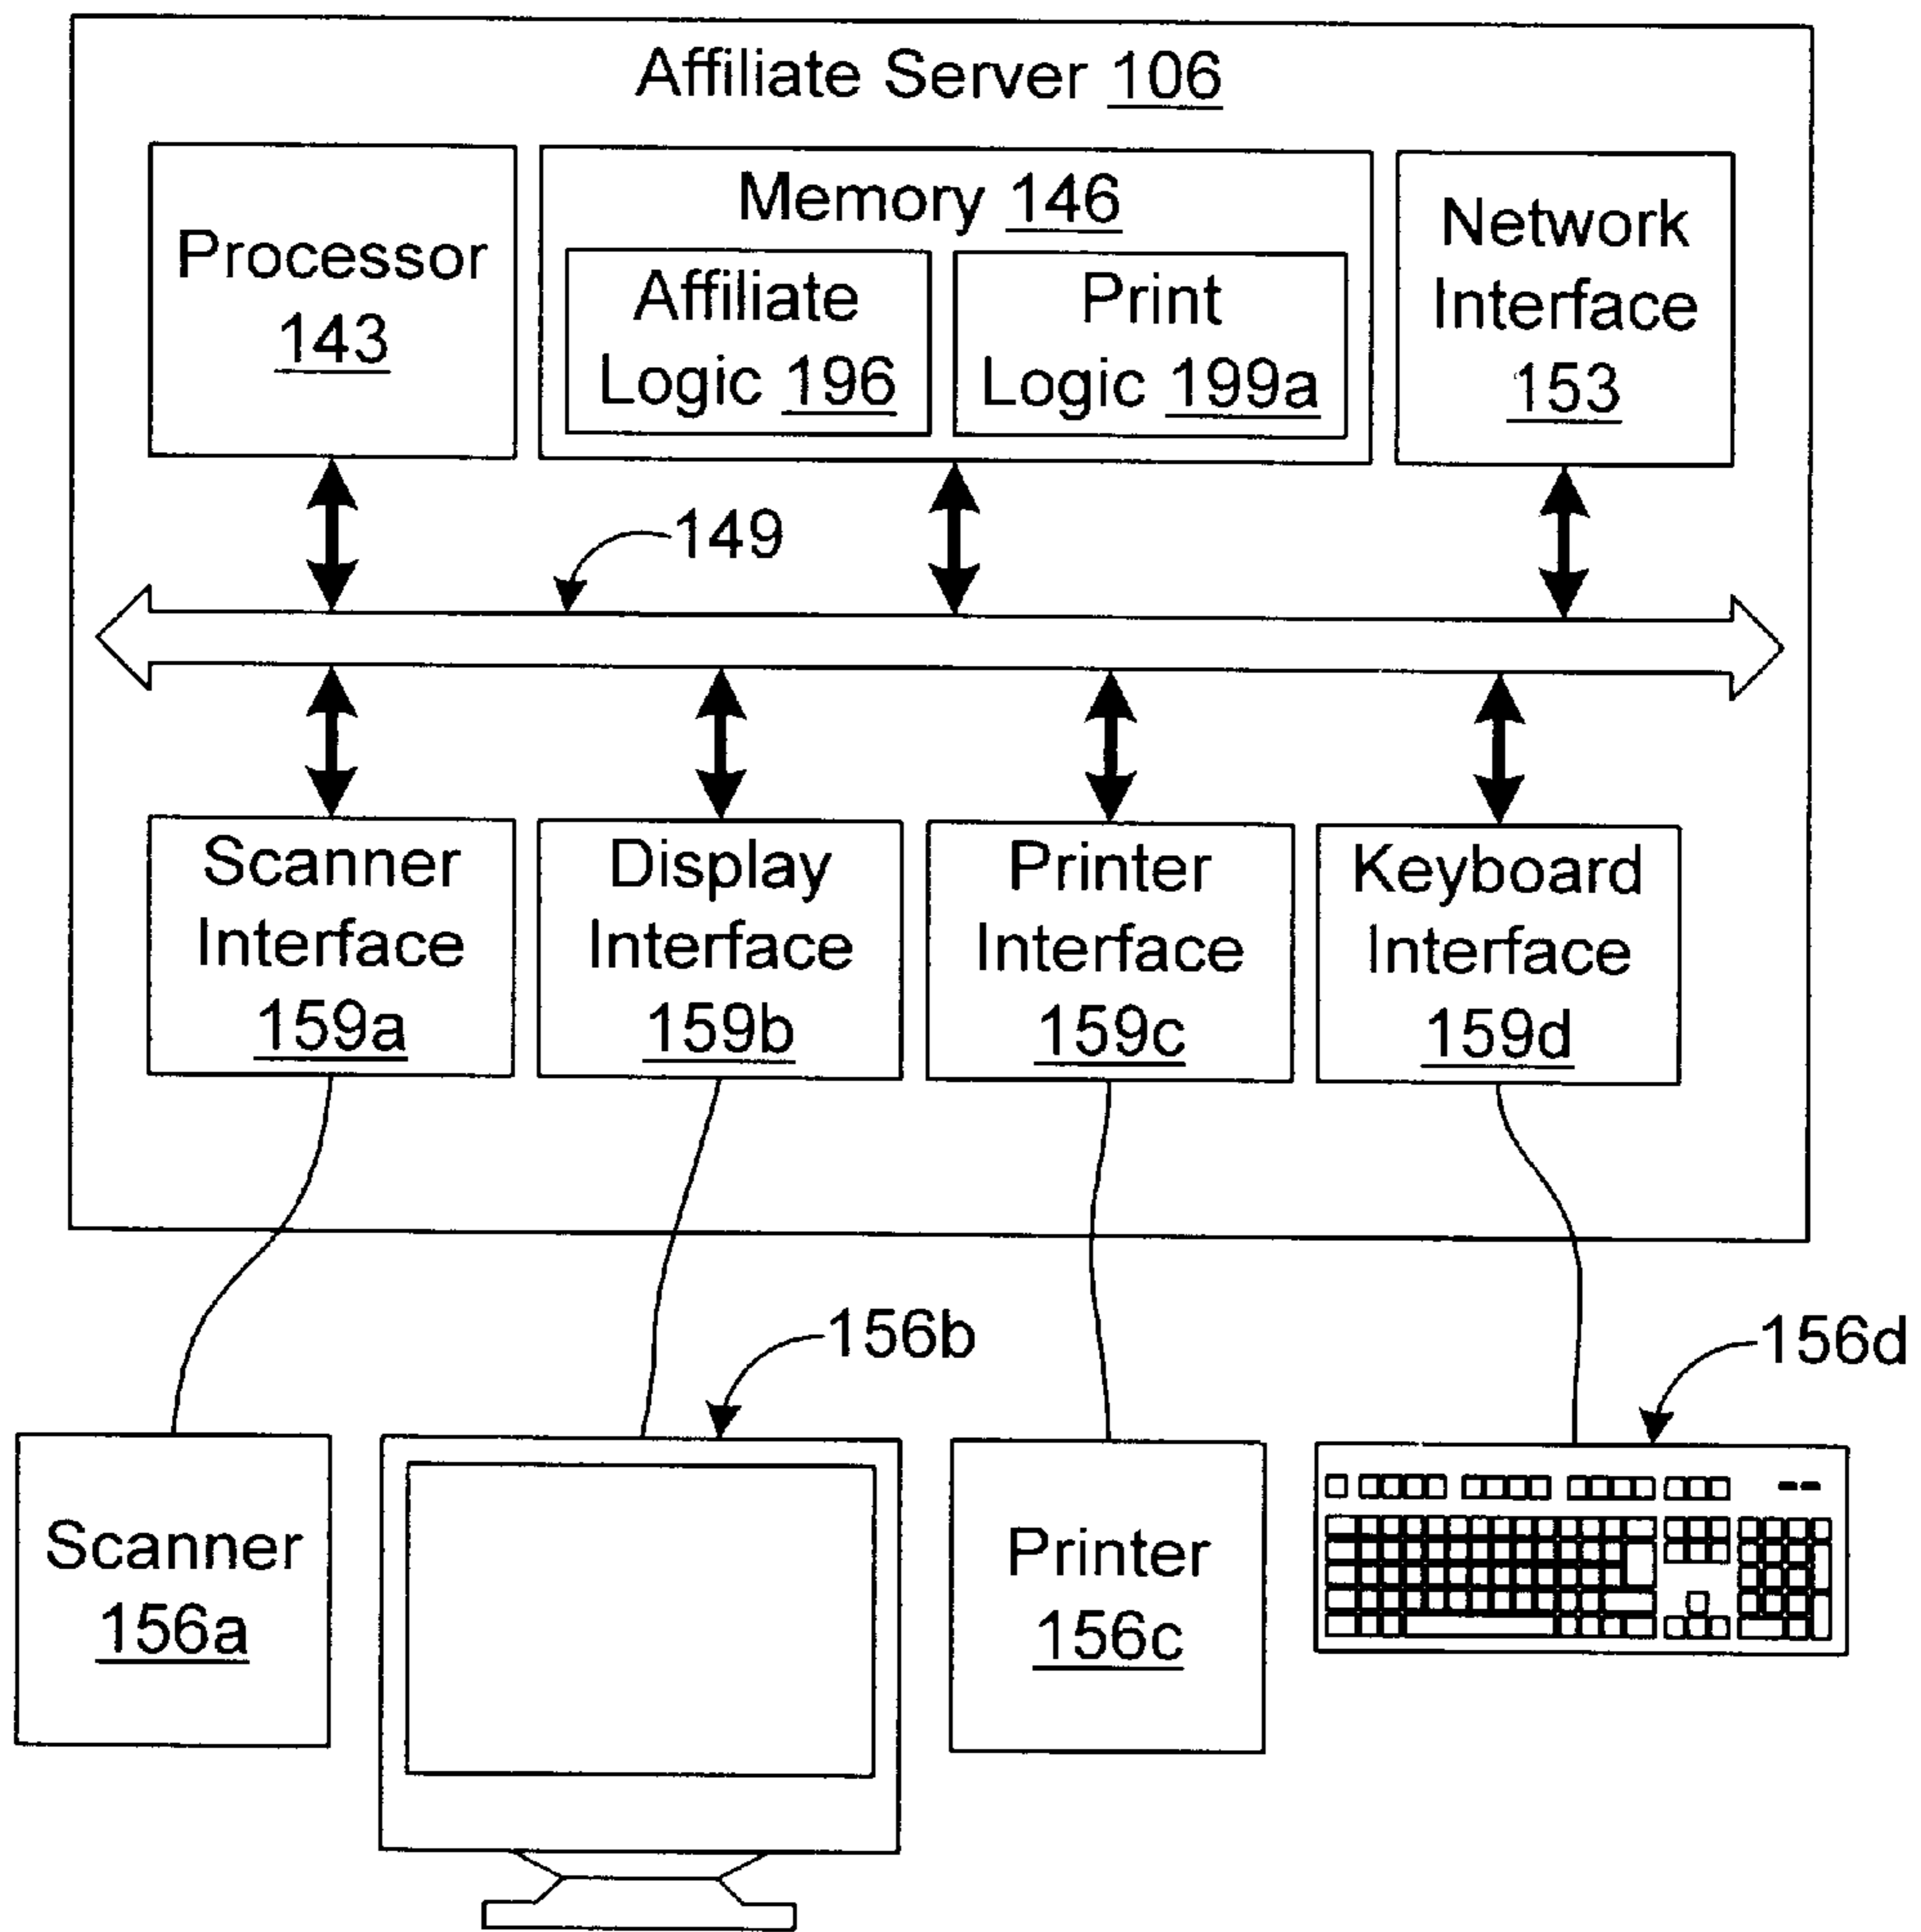 Affiliate Server 106
Processor
143
Memory 146
Affiliate
Logic 196
Print
Logic 199a
Network
Interface
153
149
Scanner
Interface
159a
Display
Interface
159b
Printer
Interface
159c
Keyboard
Interface
159d
156b
156d
Scanner
156a
Printer
156c